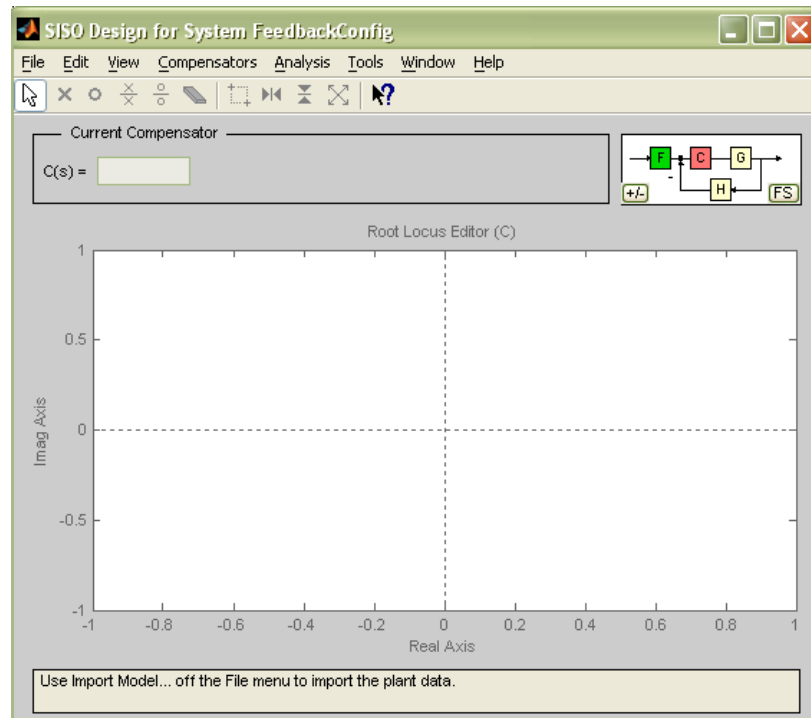 SISO Design for System FeedbackConfig
File Edit View Compensators Analysis Tools Window Help
Current Compensator
C(s) =
F C G
H
+/- FS
Root Locus Editor (C)
1
0.5
0
-0.5
-1
Imag Axis
-1 -0.8 -0.6 -0.4 -0.2 0 0.2 0.4 0.6 0.8 1
Real Axis
Use Import Model... off the File menu to import the plant data.